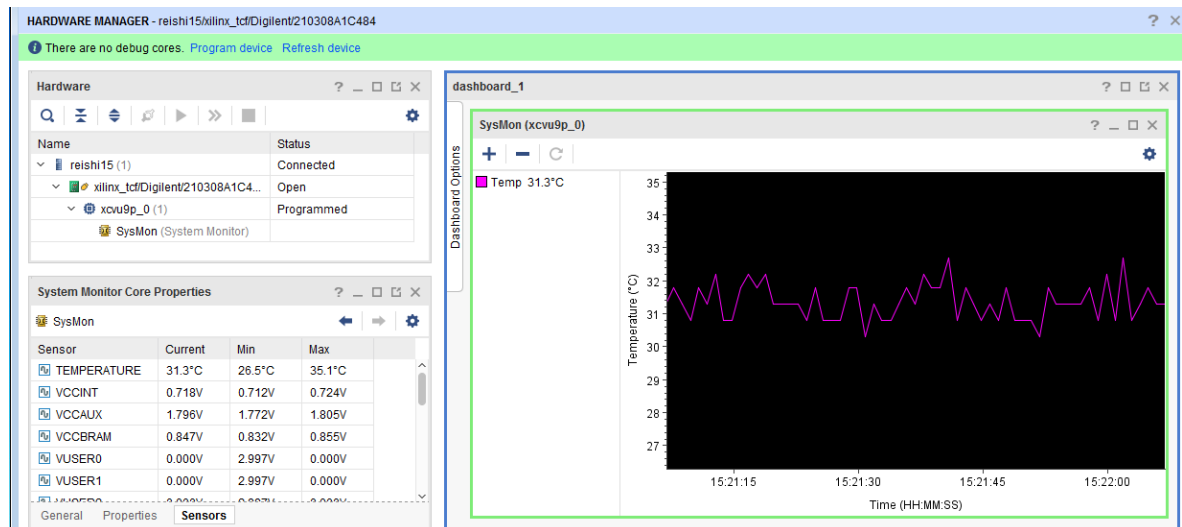 HARDWARE MANAGER - reishi15/xilinx_tcf/Digilent/210308A1C484
There are no debug cores. Program device Refresh device
Hardware
Name Status
reishi15 (1) Connected
xilinx_tcf/Digilent/210308A1C4... Open
xcvu9p_0 (1) Programmed
SysMon (System Monitor)
System Monitor Core Properties
SysMon
Sensor Current Min Max
TEMPERATURE 31.3°C 26.5°C 35.1°C
VCCINT 0.718V 0.712V 0.724V
VCCAUX 1.796V 1.772V 1.805V
VCCBRAM 0.847V 0.832V 0.855V
VUSER0 0.000V 2.997V 0.000V
VUSER1 0.000V 2.997V 0.000V
General Properties Sensors
dashboard_1
Dashboard Options
SysMon (xcvu9p_0)
Temp 31.3°C
Temperature (°C)
35
34
33
32
31
30
29
28
27
15:21:15 15:21:30 15:21:45 15:22:00
Time (HH:MM:SS)